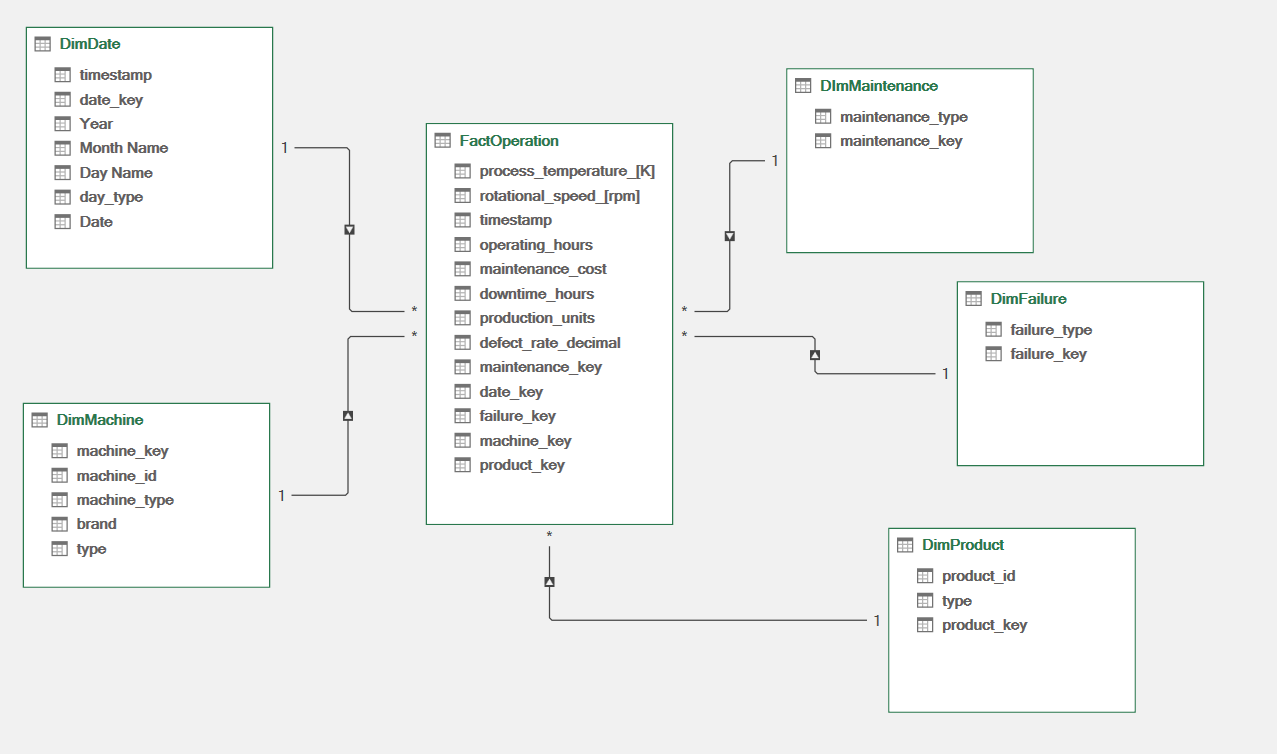 DimDate
timestamp
date_key
Year
Month Name
Day Name
day_type
Date
1
*
FactOperation
process_temperature_[K]
rotational_speed_[rpm]
timestamp
operating_hours
maintenance_cost
downtime_hours
production_units
defect_rate_decimal
maintenance_key
date_key
failure_key
machine_key
product_key
DImMaintenance
maintenance_type
maintenance_key
1
*
DimFailure
failure_type
failure_key
1
*
DimMachine
machine_key
machine_id
machine_type
brand
type
1
*
DimProduct
product_id
type
product_key
1
*